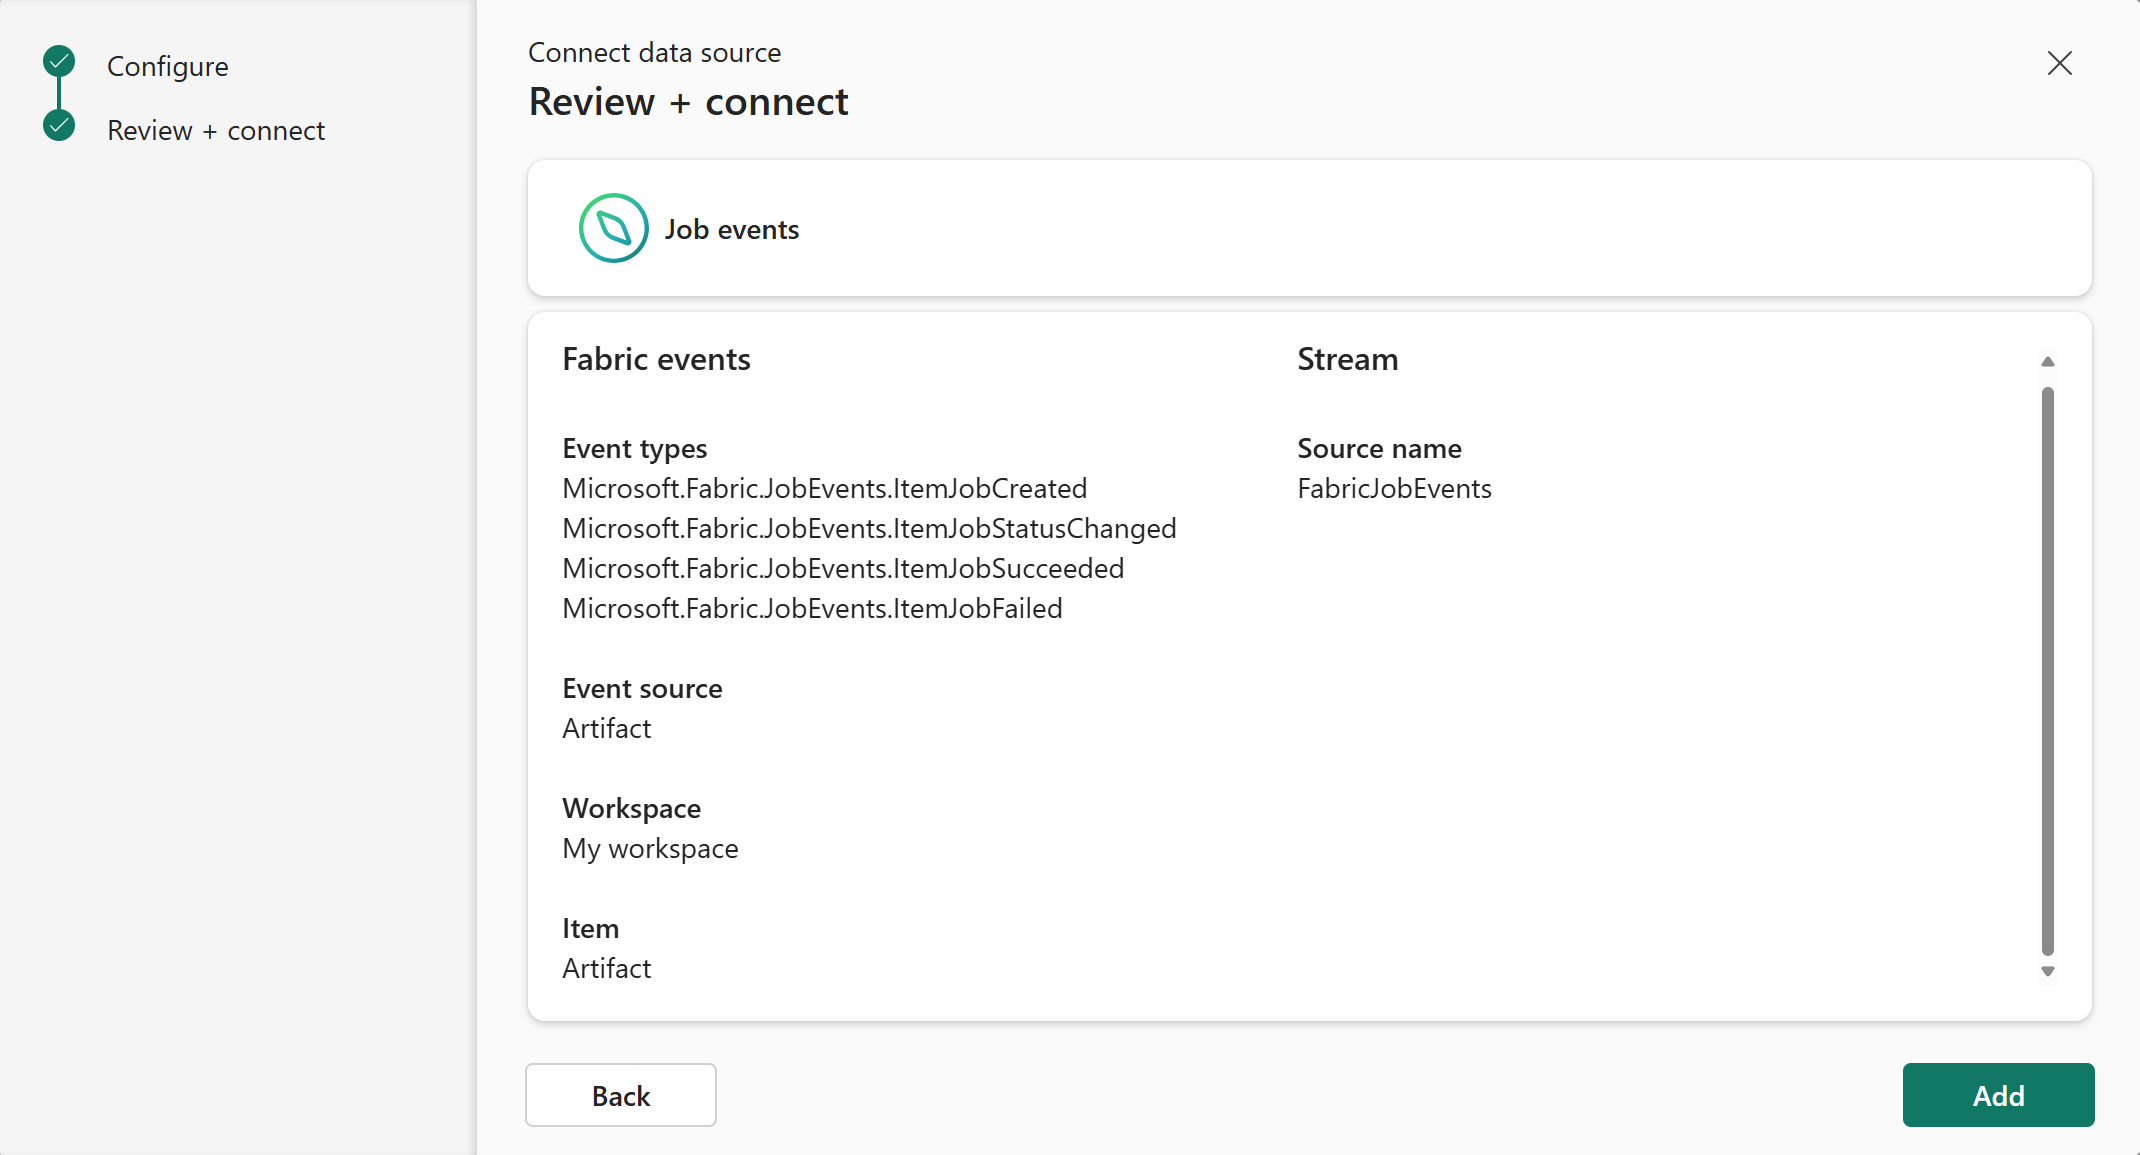 Configure
Review + connect
Connect data source
Review + connect
Job events
Fabric events
Event types
Microsoft.Fabric.JobEvents.ItemJobCreated
Microsoft.Fabric.JobEvents.ItemJobStatusChanged
Microsoft.Fabric.JobEvents.ItemJobSucceeded
Microsoft.Fabric.JobEvents.ItemJobFailed
Event source
Artifact
Workspace
My workspace
Item
Artifact
Stream
Source name
FabricJobEvents
Back
Add